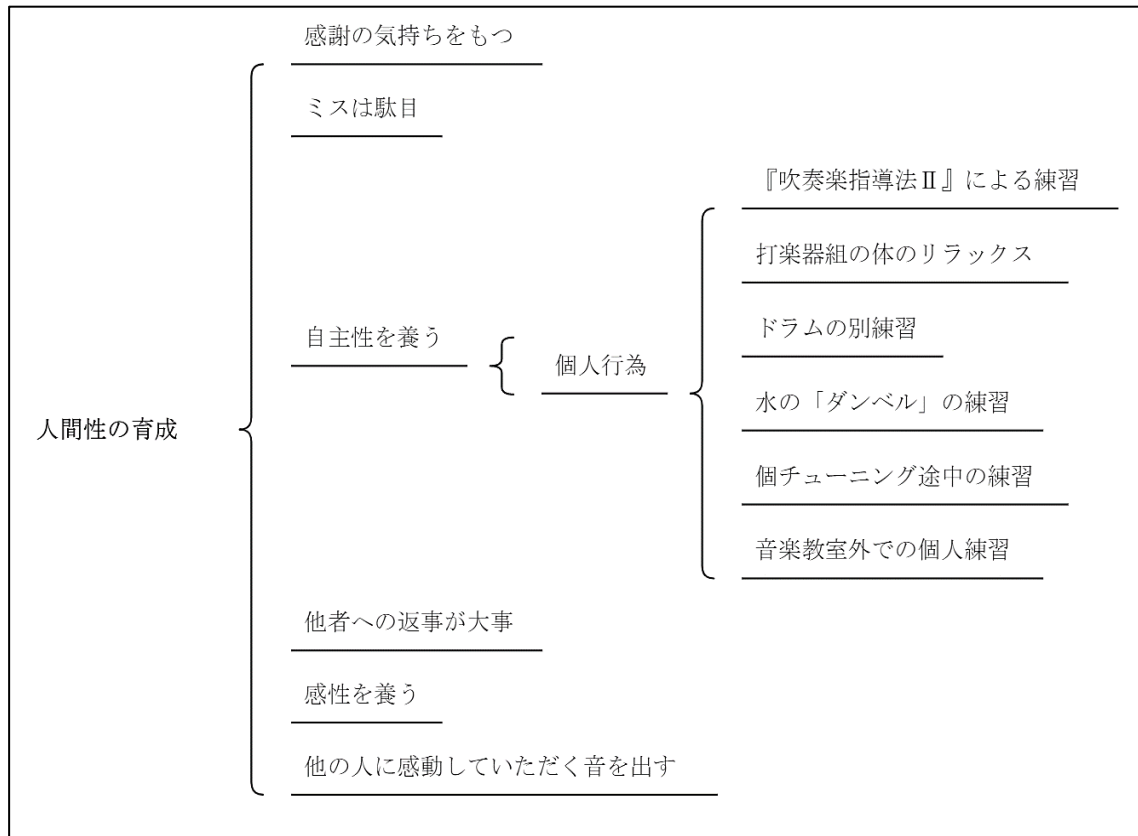 感謝の気持ちをもつ
ミスは駄目
『吹奏楽指導法Ⅱ』による練習
打楽器組の体のリラックス
ドラムの別練習
自主性を養う
個人行為
水の「ダンベル」の練習
人間性の育成
個チューニング途中の練習
音楽教室外での個人練習
他者への返事が大事
感性を養う
他の人に感動していただく音を出す